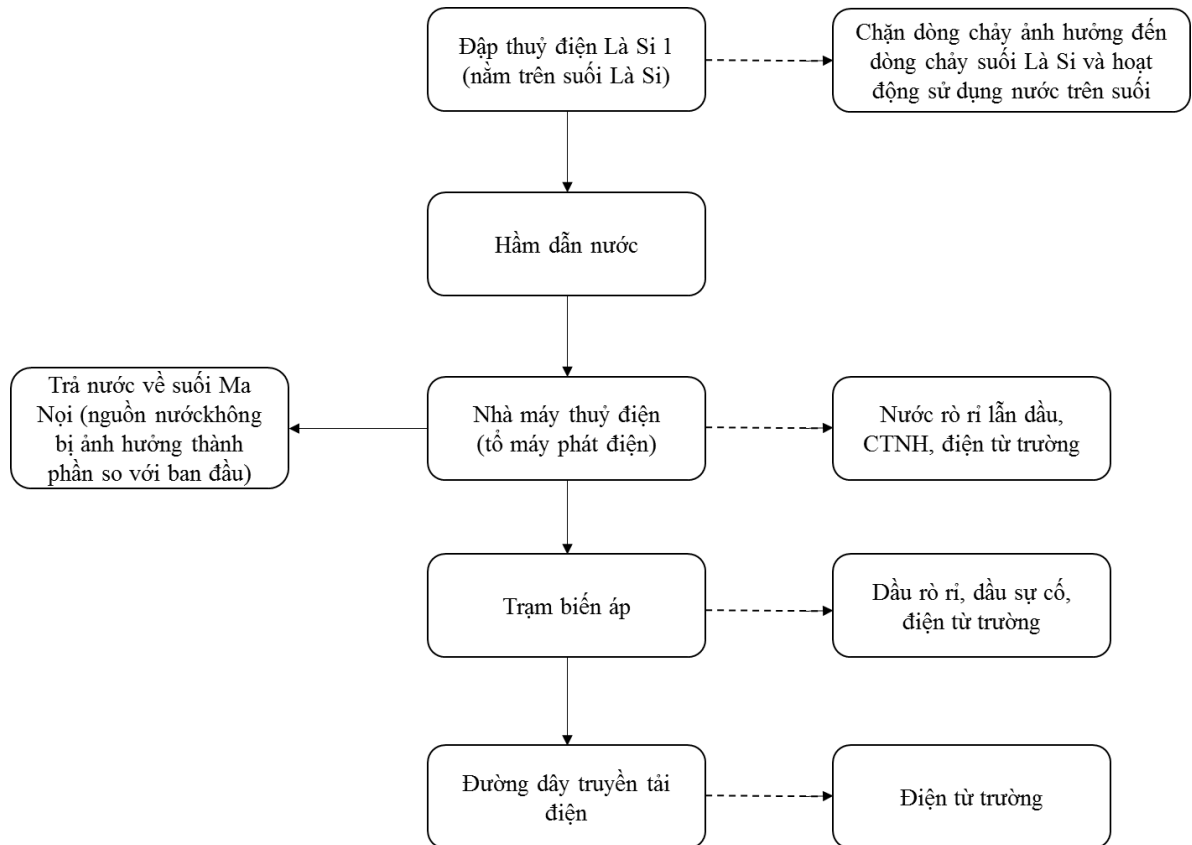 Đập thuỷ điện Là Si 1
(nằm trên suối Là Si)
Chặn dòng chảy ảnh hưởng đến
dòng chảy suối Là Si và hoạt
động sử dụng nước trên suối
Hầm dẫn nước
Trả nước về suối Ma
Nọi (nguồn nướckhông
bị ảnh hưởng thành
phần so với ban đầu)
Nhà máy thuỷ điện
(tổ máy phát điện)
Nước rò rỉ lẫn dầu,
CTNH, điện từ trường
Trạm biến áp
Dầu rò rỉ, dầu sự cố,
điện từ trường
Đường dây truyền tải
điện
Điện từ trường